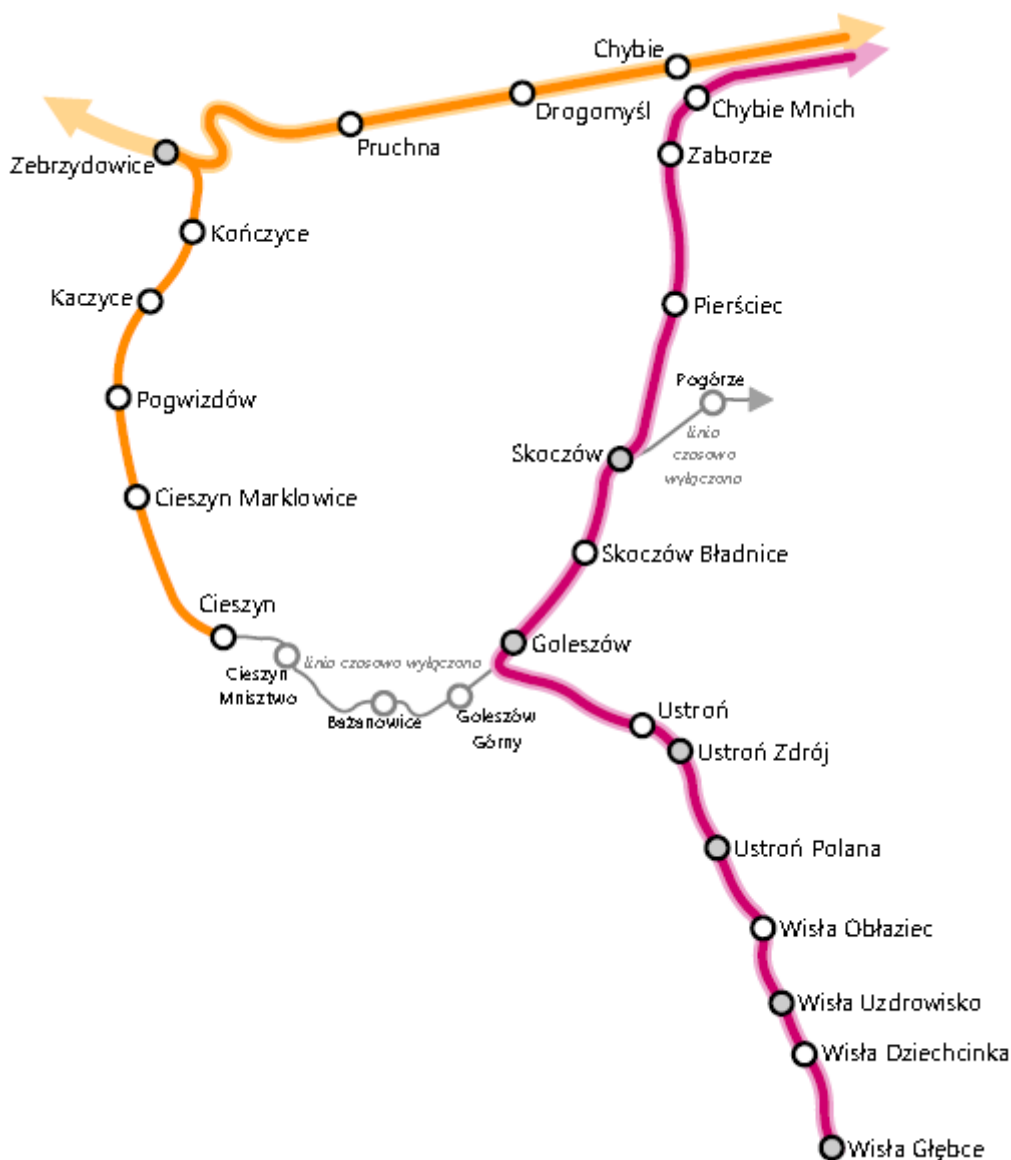 Chybie
Chybie Mnich
Drogomyśl
Pruchna
Zebrzydowice
Zaborze
Kończyce
Kaczyce
Pierściec
Pogwizdów
Pogórze
linia
czasowo
wyłączona
Skoczów
Cieszyn Marklowice
Skoczów Bładnice
Cieszyn
Goleszów
linia czasowo wyłączona
Cieszyn
Mnisztwo
Bażanowice
Goleszów
Górny
Ustroń
Ustroń Zdrój
Ustroń Polana
Wisła Obłaziec
Wisła Uzdrowisko
Wisła Dziechcinka
Wisła Głębce